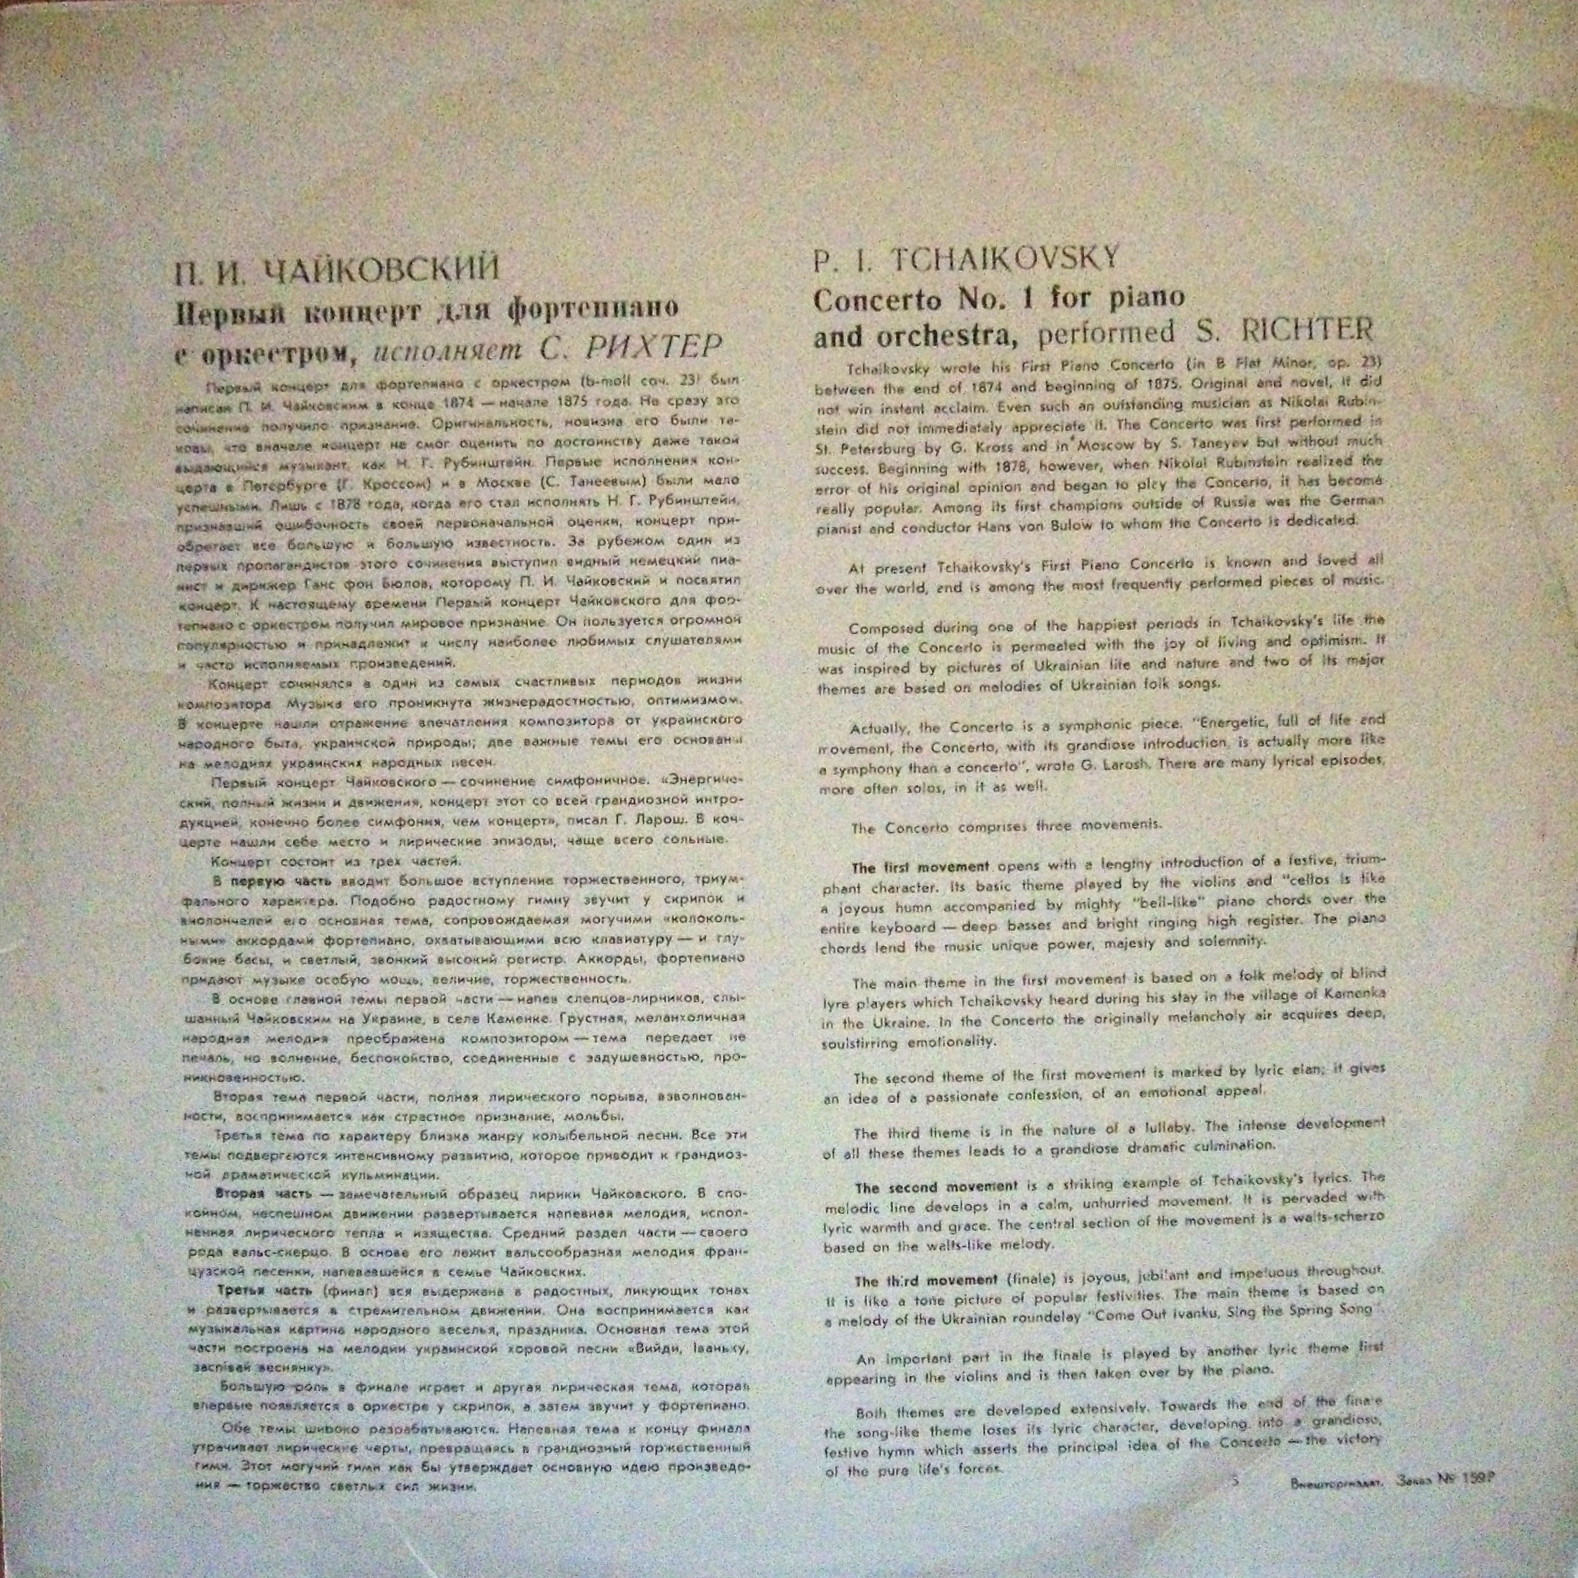 П. И. ЧАЙКОВСКИЙ
Первый концерт для фортепиано
с оркестром, исполняет С. РИХТЕР
Первый концерт для фортепиано с оркестром (b-moll соч. 23) был
написан П. И. Чайковским в конце 1874 — начале 1875 года. Не сразу это
сочинение получило признание. Оригинальность, новизна его были та-
ковы, что вначале концерт не смог оценить по достоинству даже такой
выдающийся музыкант, как Н. Г. Рубинштейн. Первые исполнения кон-
церта в Петербурге (Г. Кроссом) и в Москве (С. Танеевым) были мало
успешными. Лишь с 1878 года, когда его стал исполнять Н. Г. Рубинштейн,
признавший ошибочность своей первоначальной оценки, концерт при-
обретает все большую и большую известность. За рубежом один из
первых пропагандистов этого сочинения выступил видный немецкий пиа-
нист и дирижер Ганс фон Бюлов, которому П. И. Чайковский и посвятил
концерт. К настоящему времени Первый концерт Чайковского для фор-
тепиано с оркестром получил мировое признание. Он пользуется огромной
популярностью и принадлежит к числу наиболее любимых слушателями
и часто исполняемых произведений.
Концерт сочинялся в один из самых счастливых периодов жизни
композитора. Музыка его проникнута жизнерадостностью, оптимизмом.
В концерте нашли отражение впечатления композитора от украинского
народного быта, украинской природы; две важные темы его основаны
на мелодиях украинских народных песен.
Первый концерт Чайковского — сочинение симфоничное. «Энергиче-
ский, полный жизни и движения, концерт этот со всей грандиозной интро-
дукцией, конечно более симфония, чем концерт», писал Г. Ларош. В кон-
церте нашли себе место и лирические эпизоды, чаще всего сольные.
Концерт состоит из трех частей.
В первую часть вводит большое вступление торжественного, триум-
фального характера. Подобно радостному гимну звучит у скрипок и
виолончелей его основная тема, сопровождаемая могучими «колоколь-
ными» аккордами фортепиано, охватывающими всю клавиатуру — и глу-
бокие басы, и светлый, звонкий высокий регистр. Аккорды, фортепиано
придают музыке особую мощь, величие, торжественность.
В основе главной темы первой части — напев слепцов-лирников, слы-
шанный Чайковским на Украине, в селе Каменке. Грустная, меланхоличная
народная мелодия преображена композитором — тема передает не
печаль, но волнение, беспокойство, соединенные с задушевностью, про-
никновенностью.
Вторая тема первой части, полная лирического порыва, взволнован-
ности, воспринимается как страстное признание, мольбы.
Третья тема по характеру близка жанру колыбельной песни. Все эти
темы подвергаются интенсивному развитию, которое приводит к грандиоз-
ной драматической кульминации.
Вторая часть — замечательный образец лирики Чайковского. В спо-
койном, неспешном движении развертывается напевная мелодия, испол-
ненная лирического тепла и изящества. Средний раздел части — своего
рода вальс-скерцо. В основе его лежит вальсообразная мелодия фран-
цузской песенки, напевавшейся в семье Чайковских.
Третья часть (финал) вся выдержана в радостных, ликующих тонах
и развертывается в стремительном движении. Она воспринимается как
музыкальная картина народного веселья, праздника. Основная тема этой
части построена на мелодии украинской хоровой песни «Вийди, Іваньку,
заспівай веснянку».
Большую роль в финале играет и другая лирическая тема, которая
впервые появляется в оркестре у скрипок, а затем звучит у фортепиано.
Обе темы широко разрабатываются. Напевная тема к концу финала
утрачивает лирические черты, превращаясь в грандиозный торжественный
гимн. Этот могучий гимн как бы утверждает основную идею произведе-
ния — торжество светлых сил жизни.
P. I. TCHAIKOVSKY
Concerto No. 1 for piano
and orchestra, performed S. RICHTER
Tchaikovsky wrote his First Piano Concerto (in B Flat Minor, op. 23)
between the end of 1874 and beginning of 1875. Original and novel, it did
not win instant acclaim. Even such an outstanding musician as Nikolai Rubin-
stein did not immediately appreciate it. The Concerto was first performed in
St. Petersburg by G. Kross and in Moscow by S. Taneyev but without much
success. Beginning with 1878, however, when Nikolai Rubinstein realized the
error of his original opinion and began to play the Concerto, it has become
really popular. Among its first champions outside of Russia was the German
pianist and conductor Hans von Bulow to whom the Concerto is dedicated.
At present Tchaikovsky's First Piano Concerto is known and loved all
over the world, and is among the most frequently performed pieces of music.
Composed during one of the happiest periods in Tchaikovsky's life the
music of the Concerto is permeated with the joy of living and optimism. It
was inspired by pictures of Ukrainian life and nature and two of its major
themes are based on melodies of Ukrainian folk songs.
Actually, the Concerto is a symphonic piece. "Energetic, full of life and
movement, the Concerto, with its grandiose introduction, is actually more like
a symphony than a concerto", wrote G. Larosh. There are many lyrical episodes,
more often solos, in it as well.
The Concerto comprises three movements.
The first movement opens with a lengthy introduction of a festive, trium-
phant character. Its basic theme played by the violins and "cellos is like
a joyous humn accompanied by mighty "bell-like" piano chords over the
entire keyboard — deep basses and bright ringing high register. The piano
chords lend the music unique power, majesty and solemnity.
The main theme in the first movement is based on a folk melody of blind
lyre players which Tchaikovsky heard during his stay in the village of Kamenka
in the Ukraine. In the Concerto the originally melancholy air acquires deep,
soulstirring emotionality.
The second theme of the first movement is marked by lyric elan; it gives
an idea of a passionate confession, of an emotional appeal.
The third theme is in the nature of a lullaby. The intense development
of all these themes leads to a grandiose dramatic culmination.
The second movement is a striking example of Tchaikovsky's lyrics. The
melodic line develops in a calm, unhurried movement. It is pervaded with
lyric warmth and grace. The central section of the movement is a walts-scherzo
based on the walts-like melody.
The third movement (finale) is joyous, jubilant and impetuous throughout.
It is like a tone picture of popular festivities. The main theme is based on
a melody of the Ukrainian roundelay "Come Out Ivanku, Sing the Spring Song".
An important part in the finale is played by another lyric theme first
appearing in the violins and is then taken over by the piano.
Both themes are developed extensively. Towards the end of the finale
the song-like theme loses its lyric character, developing into a grandiose,
festive hymn which asserts the principal idea of the Concerto — the victory
of the pure life's forces.
5 Внешторгиздат. Заказ №